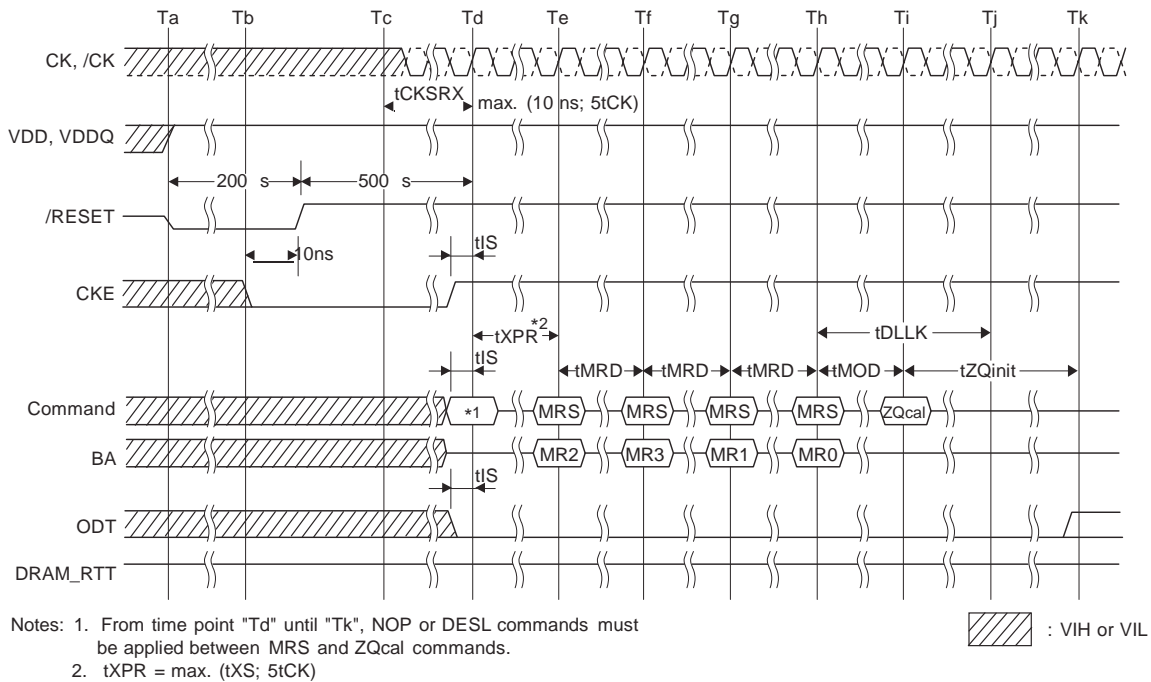 Ta Tb Tc Td Te Tf Tg Th Ti Tj Tk
CK, /CK
tCKSRX max. (10 ns; 5tCK)
VDD, VDDQ
200 s 500 s
/RESET
10ns tIS
CKE
tXPR*2 tDLLK
tIS tMRD tMRD tMRD tMOD tZQinit
Command *1 MRS MRS MRS MRS ZQcal
BA MR2 MR3 MR1 MR0
tIS
ODT
DRAM_RTT
Notes: 1. From time point "Td" until "Tk", NOP or DESL commands must
be applied between MRS and ZQcal commands.
2. tXPR = max. (tXS; 5tCK)
: VIH or VIL